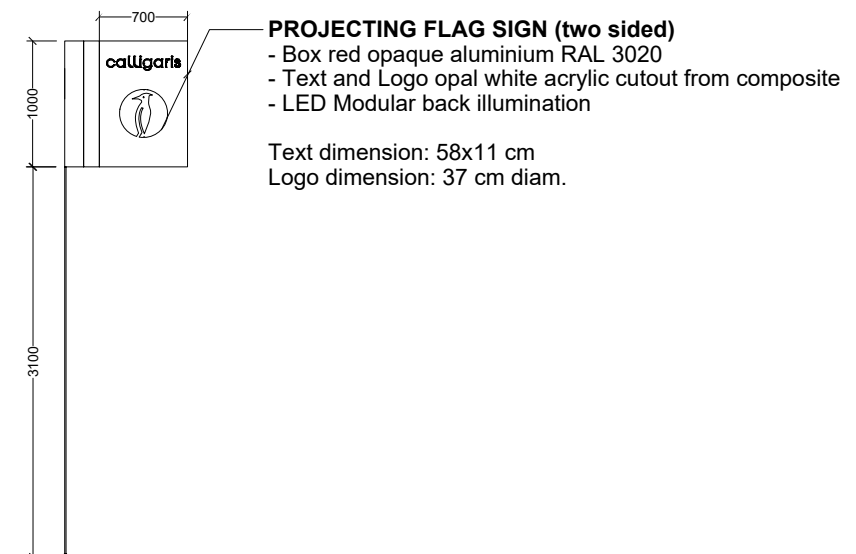 700
PROJECTING FLAG SIGN (two sided)
- Box red opaque aluminium RAL 3020
- Text and Logo opal white acrylic cutout from composite
- LED Modular back illumination
calligaris
1000
Text dimension: 58x11 cm
Logo dimension: 37 cm diam.
3100